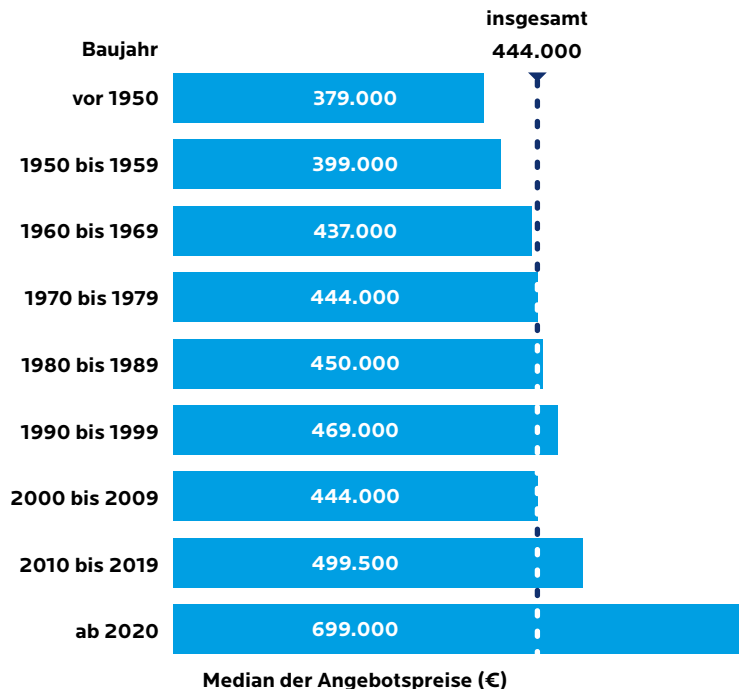 insgesamt
Baujahr 444.000
vor 1950 379.000
1950 bis 1959 399.000
1960 bis 1969 437.000
1970 bis 1979 444.000
1980 bis 1989 450.000
1990 bis 1999 469.000
2000 bis 2009 444.000
2010 bis 2019 499.500
ab 2020 699.000
Median der Angebotspreise (€)